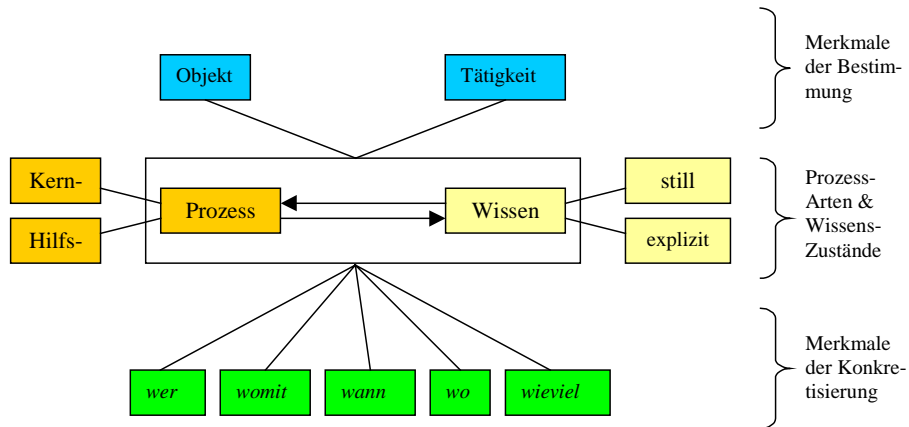 Objekt
Tätigkeit
Merkmale
der Bestim-
mung
Kern-
Hilfs-
Prozess
Wissen
still
explizit
Prozess-
Arten &
Wissens-
Zustände
wer
womit
wann
wo
wieviel
Merkmale
der Konkre-
tisierung